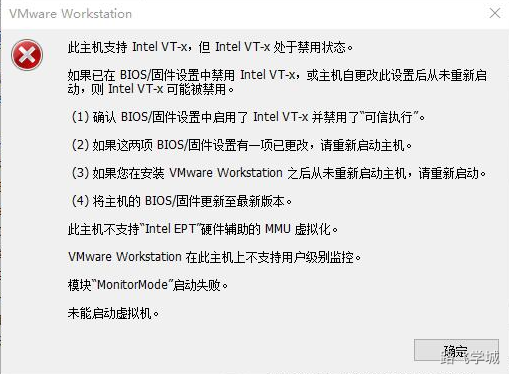 VMware Workstation
此主机支持 Intel VT-x，但 Intel VT-x 处于禁用状态。
如果已在 BIOS/固件设置中禁用 Intel VT-x，或主机自更改此设置后从未重新启
动，则 Intel VT-x 可能被禁用。
(1) 确认 BIOS/固件设置中启用了 Intel VT-x 并禁用了“可信执行”。
(2) 如果这两项 BIOS/固件设置有一项已更改，请重新启动主机。
(3) 如果您在安装 VMware Workstation 之后从未重新启动主机，请重新启动。
(4) 将主机的 BIOS/固件更新至最新版本。
此主机不支持“Intel EPT”硬件辅助的 MMU 虚拟化。
VMware Workstation 在此主机上不支持用户级别监控。
模块“MonitorMode”启动失败。
未能启动虚拟机。
确定
路飞学城